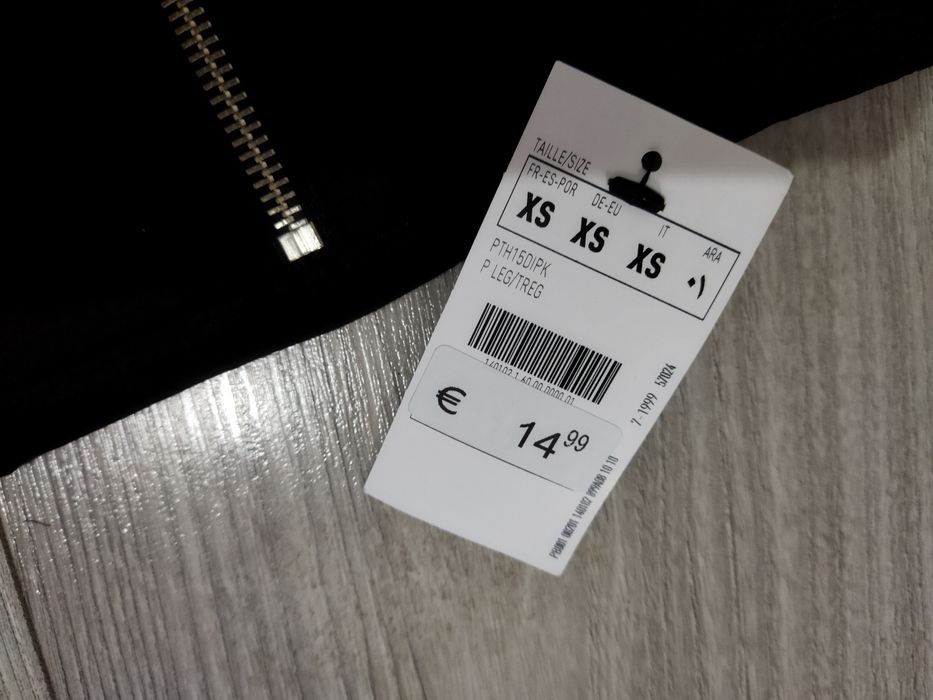 TAILLE/SIZE
FR-ES-POR DE-EU IT ARA
XS XS XS ٠١
PTH15DIPK
P LEG/TREG
€ 14,99
7-1999 57024